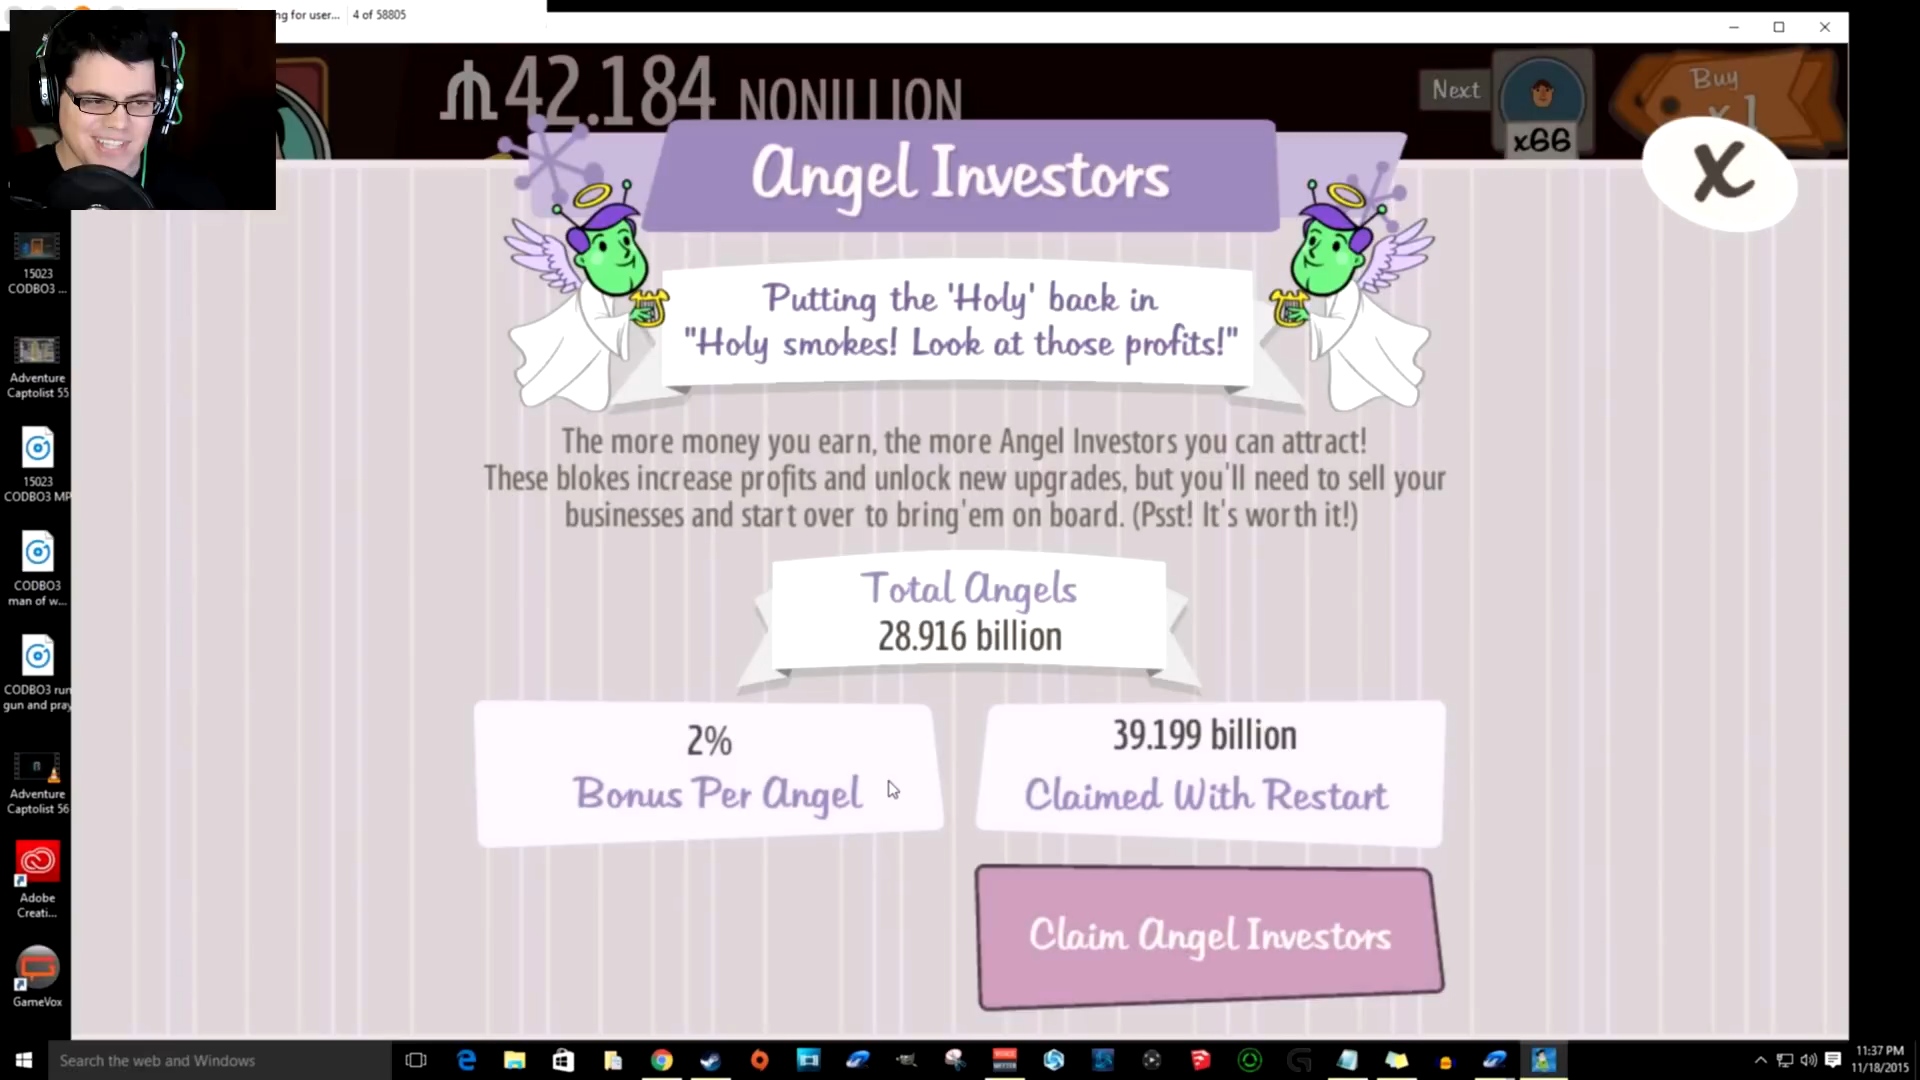 ng for user... 4 of 58805
42.184 NONILLION
Next
x66
Buy
x1
X
Angel Investors
Putting the 'Holy' back in
"Holy smokes! Look at those profits!"
The more money you earn, the more Angel Investors you can attract!
These blokes increase profits and unlock new upgrades, but you'll need to sell your
businesses and start over to bring'em on board. (Psst! It's worth it!)
Total Angels
28.916 billion
2%
Bonus Per Angel
39.199 billion
Claimed With Restart
Claim Angel Investors
15023
CODBO3 ...
Adventure
Captolist 55
15023
CODBO3 MP
CODBO3
man of w...
CODBO3 run
gun and pray
Adventure
Captolist 56
Adobe
Creati...
GameVox
Search the web and Windows
11:37 PM
11/18/2015